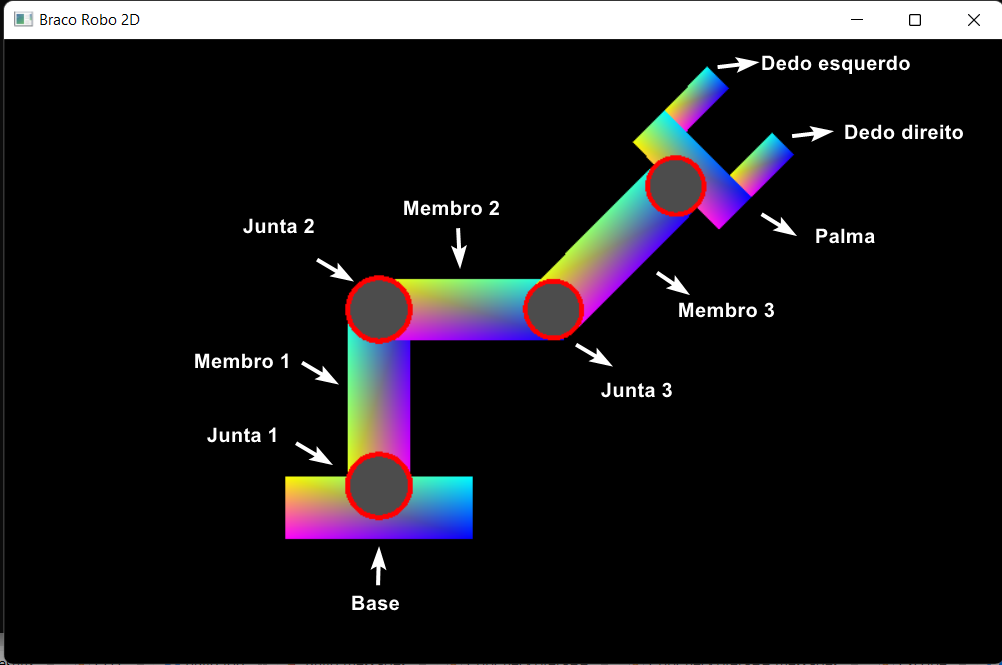 Braco Robo 2D
Dedo esquerdo
Dedo direito
Membro 2
Junta 2
Palma
Membro 3
Membro 1
Junta 3
Junta 1
Base